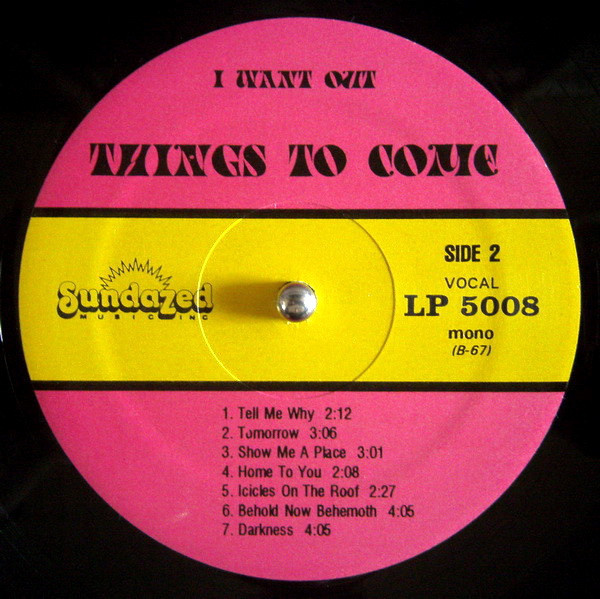 I WANT OUT
THINGS TO COME
SIDE 2
VOCAL
Sundazed
MUSIC INC
LP 5008
mono
(B-67)
1. Tell Me Why 2:12
2. Tomorrow 3:06
3. Show Me A Place 3:01
4. Home To You 2:08
5. Icicles On The Roof 2:27
6. Behold Now Behemoth 4:05
7. Darkness 4:05